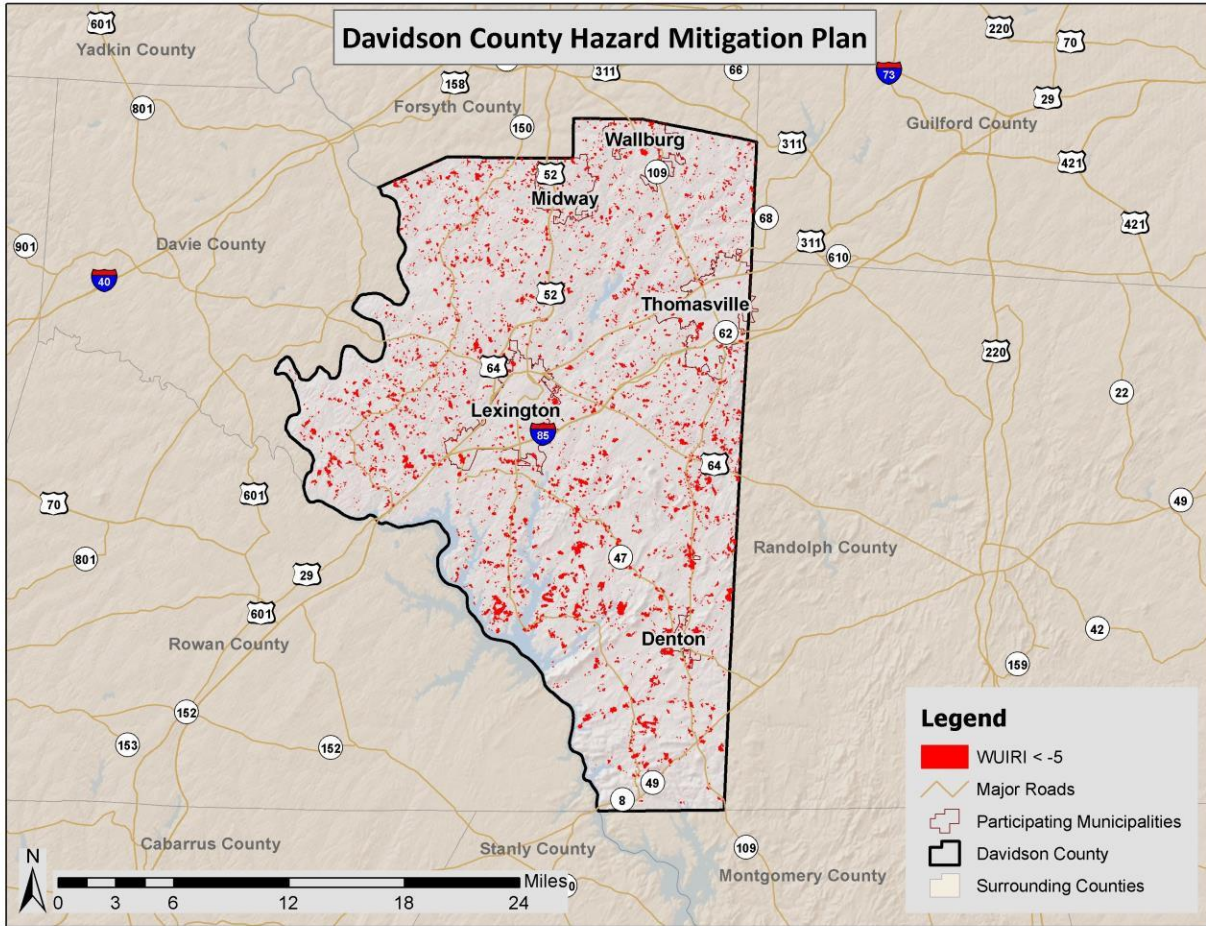 Davidson County Hazard Mitigation Plan
601
Yadkin County
220
70
311
66
73
158
29
801
Forsyth County
150
Guilford County
Wallburg
311
421
52
109
Midway
68
421
901
Davie County
311
610
40
52
Thomasville
62
220
64
22
Lexington
85
64
601
70
49
47
Randolph County
801
29
601
Denton
42
Rowan County
159
152
153
152
49
8
Cabarrus County
Stanly County
109
Montgomery County
Legend
WUIRI < -5
Major Roads
Participating Municipalities
Davidson County
Surrounding Counties
N
Miles
0 3 6 12 18 24